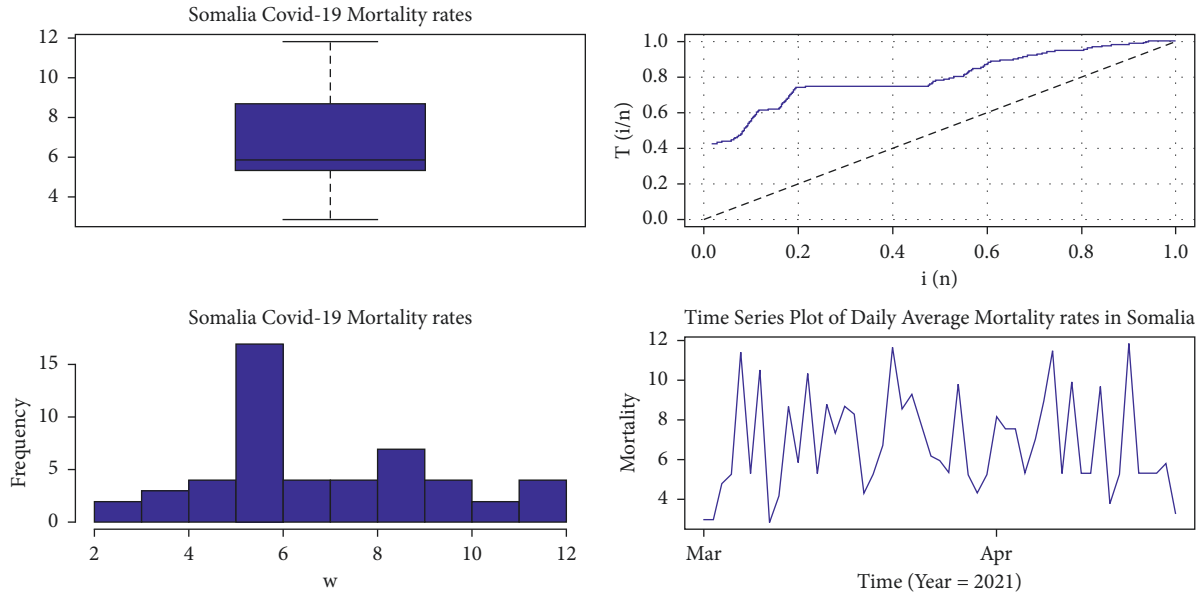 Somalia Covid-19 Mortality rates
12
10
8
6
4
1.0
0.8
0.6
0.4
0.2
0.0
T (i/n)
0.0 0.2 0.4 0.6 0.8 1.0
i (n)
Somalia Covid-19 Mortality rates
15
10
5
0
Frequency
2 4 6 8 10 12
w
Time Series Plot of Daily Average Mortality rates in Somalia
12
10
8
6
4
Mortality
Mar Apr
Time (Year = 2021)